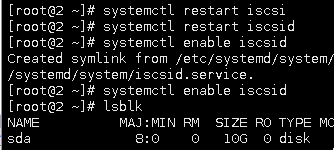 [root@2 ~]# systemctl restart iscsi
[root@2 ~]# systemctl restart iscsid
[root@2 ~]# systemctl enable iscsid
Created symlink from /etc/systemd/system/
/systemd/system/iscsid.service.
[root@2 ~]# systemctl enable iscsid
[root@2 ~]# lsblk
NAME MAJ:MIN RM SIZE RO TYPE MO
sda 8:0 0 10G 0 disk